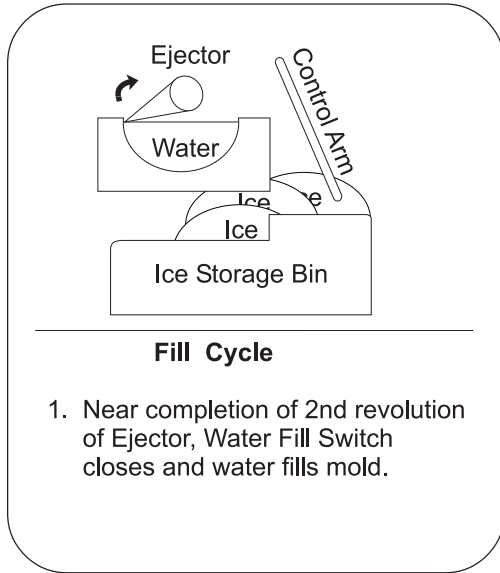 Ejector
Control Arm
Water
Ice
Ice
Ice Storage Bin
Fill Cycle
1. Near completion of 2nd revolution
of Ejector, Water Fill Switch
closes and water fills mold.